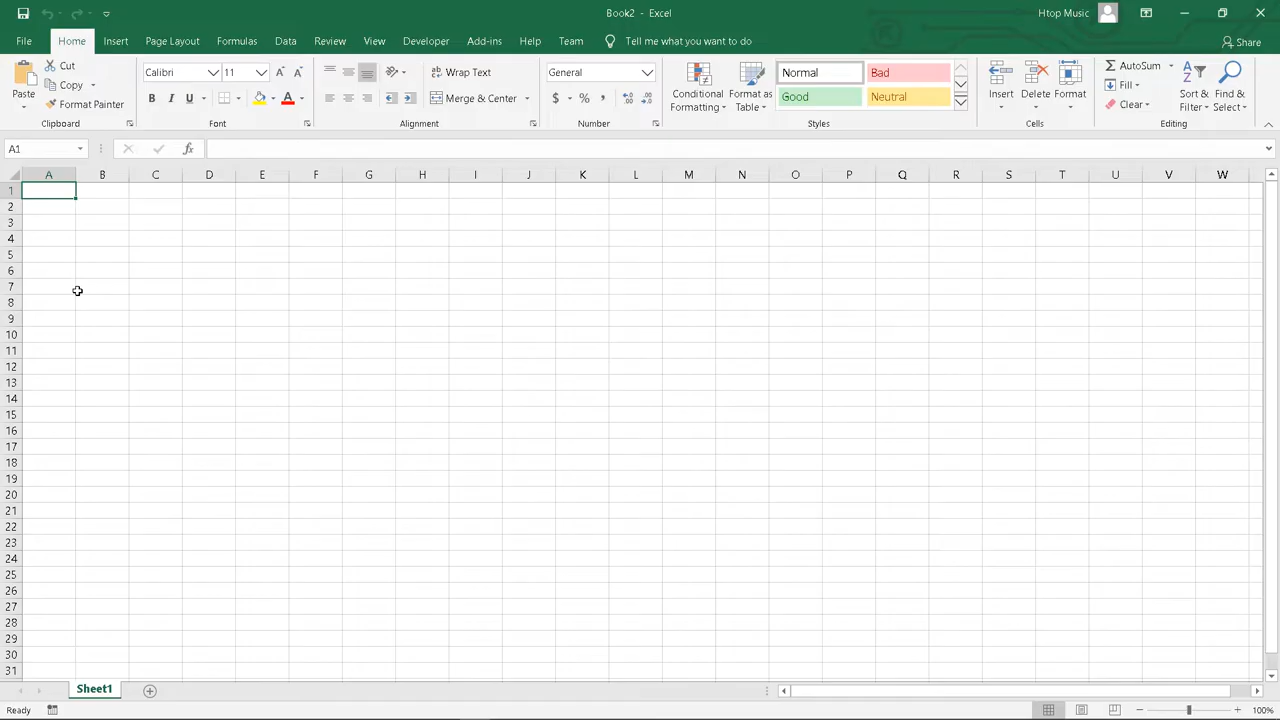 Book2 - Excel
Htop Music
File Home Insert Page Layout Formulas Data Review View Developer Add-ins Help Team Tell me what you want to do Share
Paste
Cut
Copy
Format Painter
Clipboard
Calibri 11
B I U
Font
Wrap Text
Merge & Center
Alignment
General
$ % ,
Number
Conditional Formatting
Format as Table
Normal Bad
Good Neutral
Styles
Insert Delete Format
Cells
AutoSum
Fill
Clear
Sort & Filter
Find & Select
Editing
A1 fx
A B C D E F G H I J K L M N O P Q R S T U V W
1
2
3
4
5
6
7
8
9
10
11
12
13
14
15
16
17
18
19
20
21
22
23
24
25
26
27
28
29
30
31
Sheet1
Ready 100%